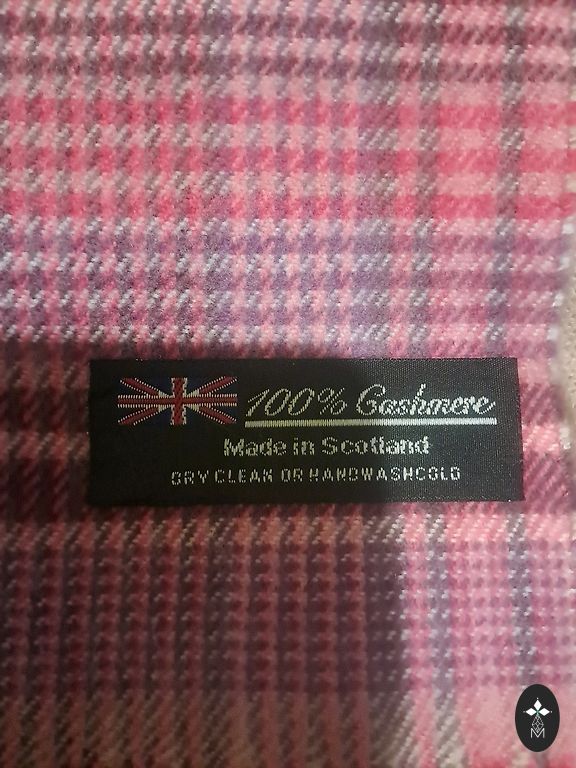 100% Cashmere
Made in Scotland
DRY CLEAN OR HANDWASHCOLD
M